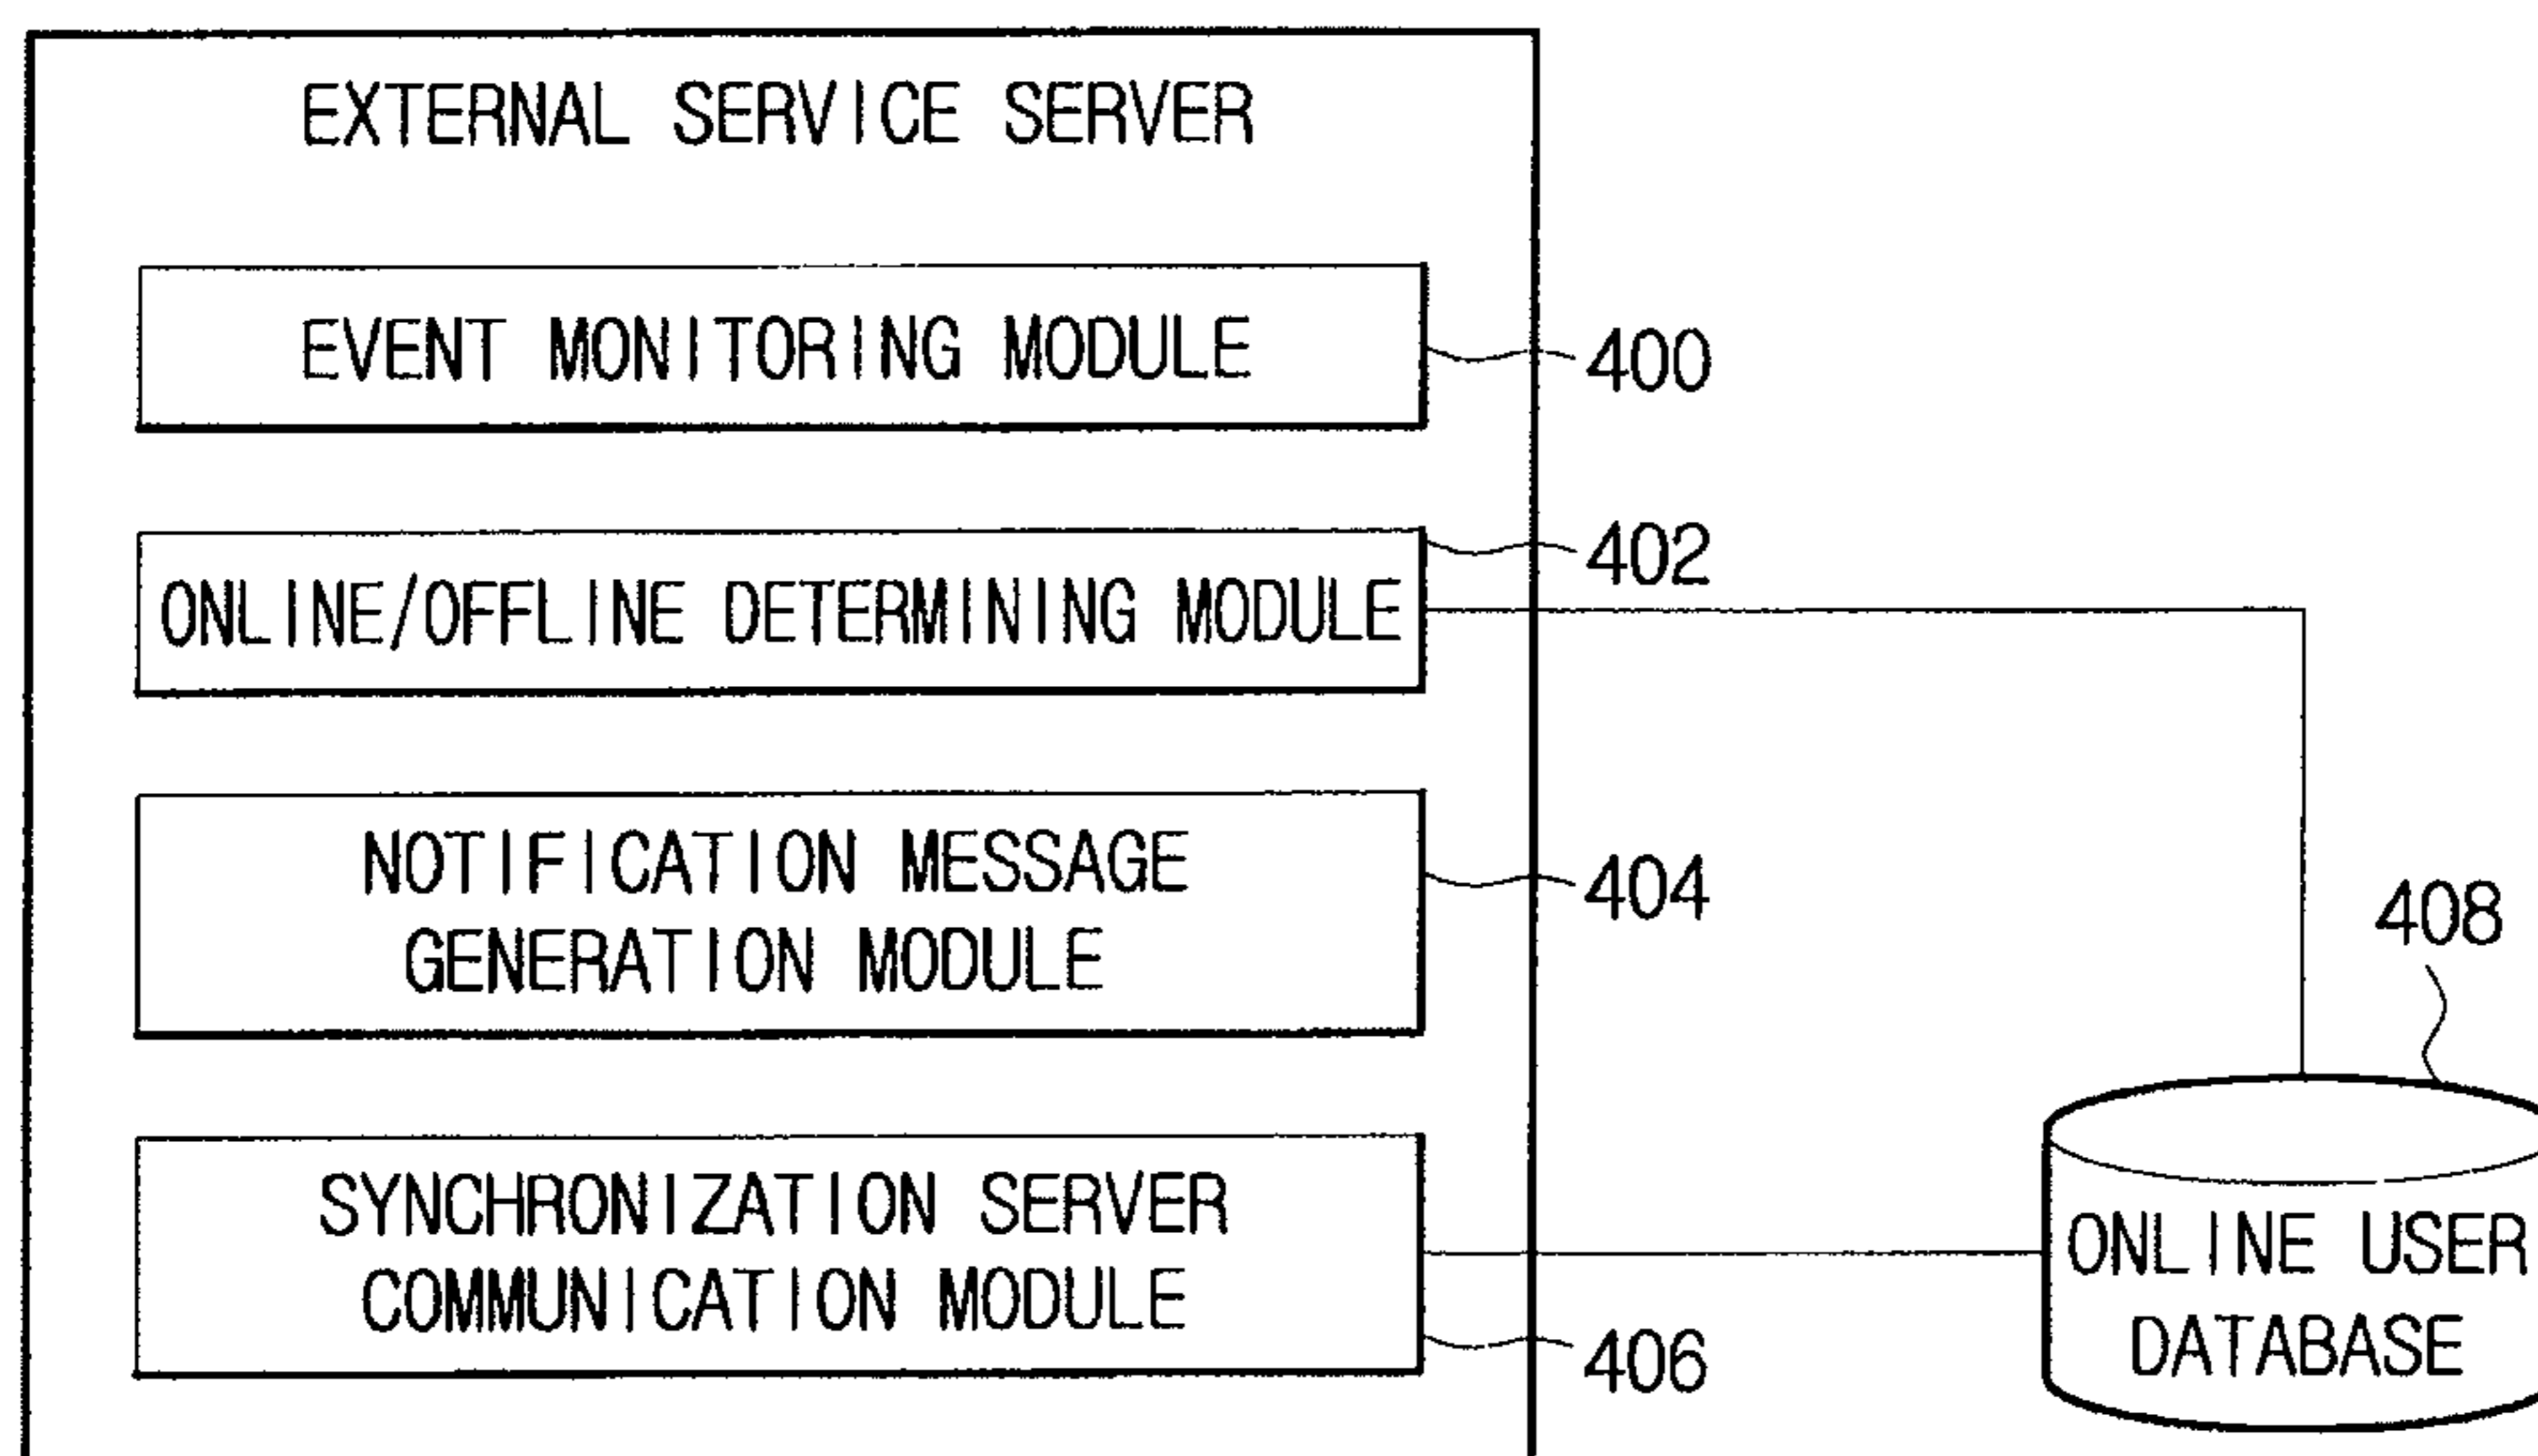 EXTERNAL SERVICE SERVER
EVENT MONITORING MODULE
400
402
ONLINE/OFFLINE DETERMINING MODULE
NOTIFICATION MESSAGE
GENERATION MODULE
404
408
SYNCHRONIZATION SERVER
COMMUNICATION MODULE
406
ONLINE USER
DATABASE